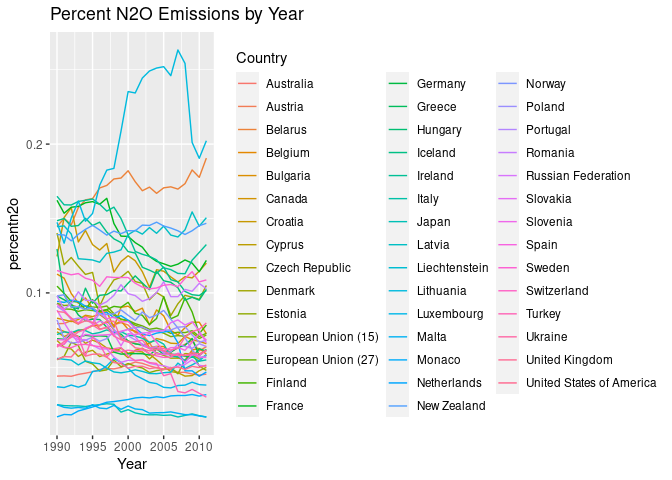 Percent N2O Emissions by Year
percentn2o
0.2
0.1
1990 1995 2000 2005 2010
Year
Country
Australia
Austria
Belarus
Belgium
Bulgaria
Canada
Croatia
Cyprus
Czech Republic
Denmark
Estonia
European Union (15)
European Union (27)
Finland
France
Germany
Greece
Hungary
Iceland
Ireland
Italy
Japan
Latvia
Liechtenstein
Lithuania
Luxembourg
Malta
Monaco
Netherlands
New Zealand
Norway
Poland
Portugal
Romania
Russian Federation
Slovakia
Slovenia
Spain
Sweden
Switzerland
Turkey
Ukraine
United Kingdom
United States of America